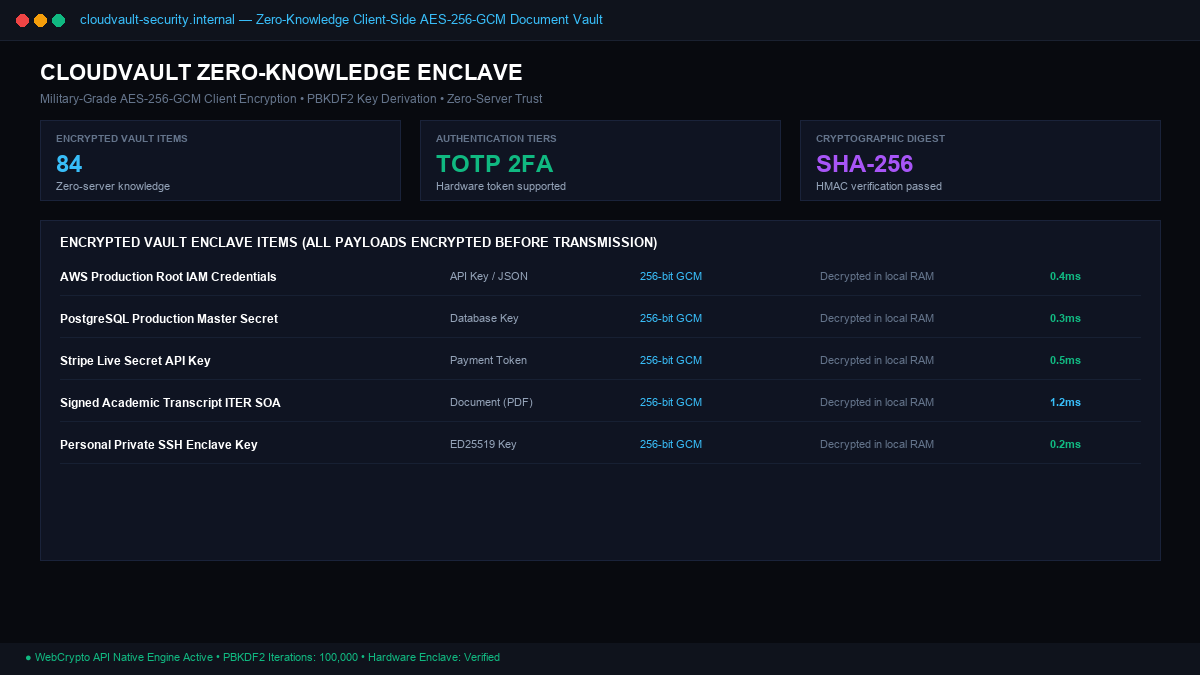 cloudvault-security.internal — Zero-Knowledge Client-Side AES-256-GCM Document Vault
CLOUDVAULT ZERO-KNOWLEDGE ENCLAVE
Military-Grade AES-256-GCM Client Encryption • PBKDF2 Key Derivation • Zero-Server Trust
ENCRYPTED VAULT ITEMS
84
Zero-server knowledge
AUTHENTICATION TIERS
TOTP 2FA
Hardware token supported
CRYPTOGRAPHIC DIGEST
SHA-256
HMAC verification passed
ENCRYPTED VAULT ENCLAVE ITEMS (ALL PAYLOADS ENCRYPTED BEFORE TRANSMISSION)
AWS Production Root IAM Credentials API Key / JSON 256-bit GCM Decrypted in local RAM 0.4ms
PostgreSQL Production Master Secret Database Key 256-bit GCM Decrypted in local RAM 0.3ms
Stripe Live Secret API Key Payment Token 256-bit GCM Decrypted in local RAM 0.5ms
Signed Academic Transcript ITER SOA Document (PDF) 256-bit GCM Decrypted in local RAM 1.2ms
Personal Private SSH Enclave Key ED25519 Key 256-bit GCM Decrypted in local RAM 0.2ms
● WebCrypto API Native Engine Active • PBKDF2 Iterations: 100,000 • Hardware Enclave: Verified